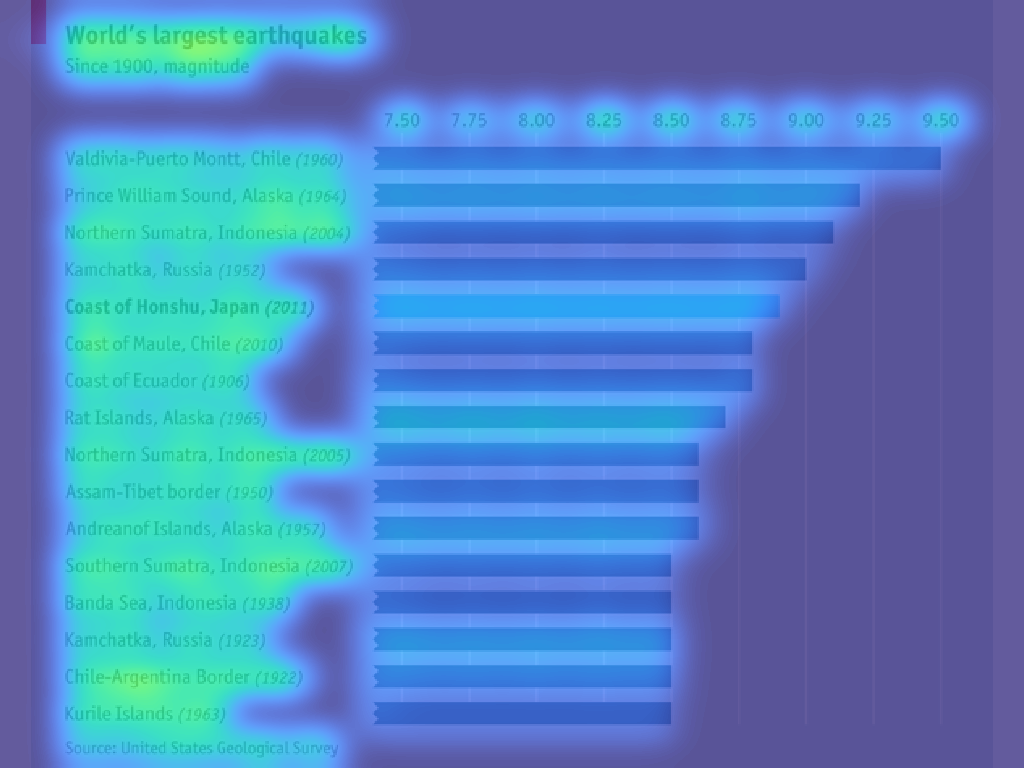 World's largest earthquakes
Since 1900, magnitude
7.50 7.75 8.00 8.25 8.50 8.75 9.00 9.25 9.50
Valdivia-Puerto Montt, Chile (1960)
Prince William Sound, Alaska (1964)
Northern Sumatra, Indonesia (2004)
Kamchatka, Russia (1952)
Coast of Honshu, Japan (2011)
Coast of Maule, Chile (2010)
Coast of Ecuador (1906)
Rat Islands, Alaska (1965)
Northern Sumatra, Indonesia (2005)
Assam-Tibet border (1950)
Andreanof Islands, Alaska (1957)
Southern Sumatra, Indonesia (2007)
Banda Sea, Indonesia (1938)
Kamchatka, Russia (1923)
Chile-Argentina Border (1922)
Kurile Islands (1963)
Source: United States Geological Survey